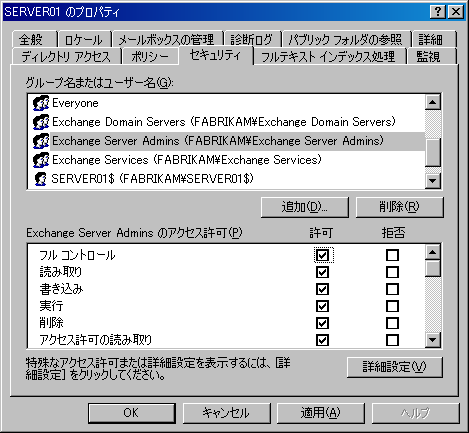 SERVER01 のプロパティ
全般 ロケール メールボックスの管理 診断ログ パブリック フォルダの参照 詳細
ディレクトリ アクセス ポリシー セキュリティ フルテキスト インデックス処理 監視
グループ名またはユーザー名(G):
Everyone
Exchange Domain Servers (FABRIKAM¥Exchange Domain Servers)
Exchange Server Admins (FABRIKAM¥Exchange Server Admins)
Exchange Services (FABRIKAM¥Exchange Services)
SERVER01$ (FABRIKAM¥SERVER01$)
追加(D)... 削除(R)
Exchange Server Admins のアクセス許可(P) 許可 拒否
フル コントロール
読み取り
書き込み
実行
削除
アクセス許可の読み取り
特殊なアクセス許可または詳細設定を表示するには、[詳
細設定] をクリックしてください。
詳細設定(V)
OK キャンセル 適用(A) ヘルプ